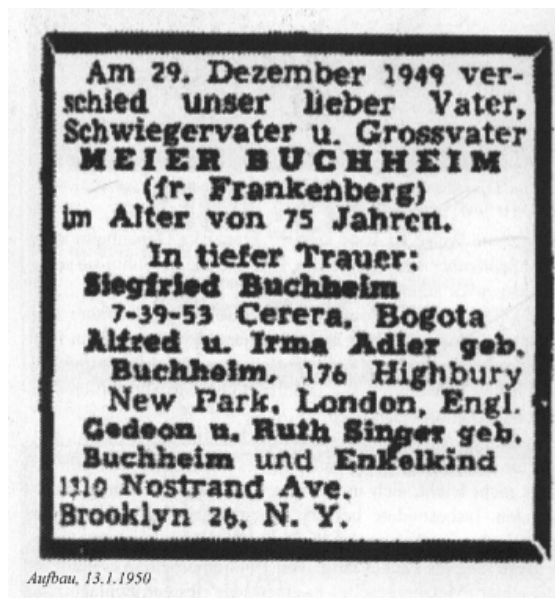 Am 29. Dezember 1949 ver-
schied unser lieber Vater,
Schwiegervater u. Grossvater
MEIER BUCHHEIM
(fr. Frankenberg)
im Alter von 75 Jahren.
In tiefer Trauer:
Siegfried Buchheim
7-39-53 Cerera, Bogota
Alfred u. Irma Adler geb.
Buchheim, 176 Highbury
New Park, London, Engl.
Gedeon u. Ruth Singer geb.
Buchheim und Enkelkind
1310 Nostrand Ave.
Brooklyn 26, N. Y.
Aufbau, 13.1.1950